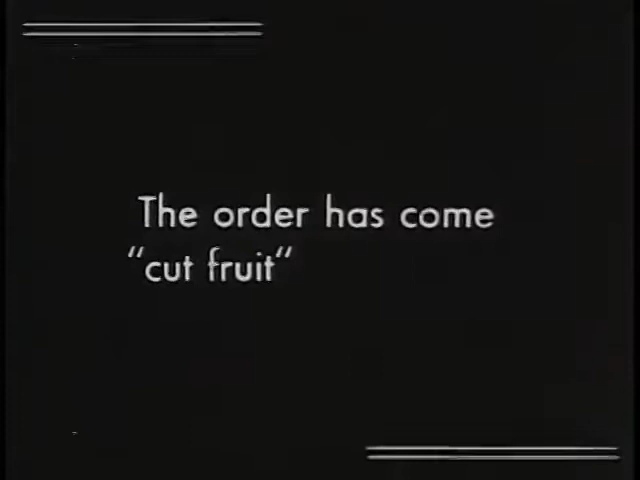 The order has come
“cut fruit“